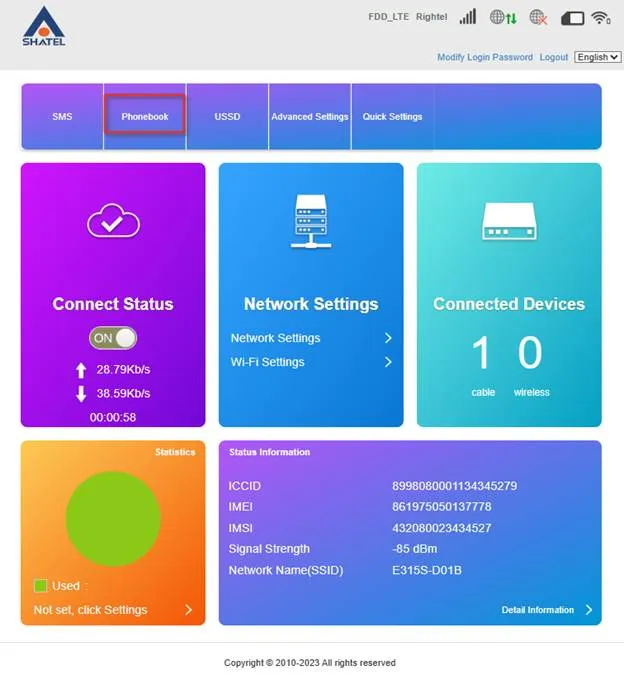 SHATEL
FDD_LTE Rightel
Modify Login Password Logout English
SMS Phonebook USSD Advanced Settings Quick Settings
Connect Status
ON
28.79Kb/s
38.59Kb/s
00:00:58
Network Settings
Network Settings
Wi-Fi Settings
Connected Devices
1 0
cable wireless
Statistics
Used :
Not set, click Settings
Status Information
ICCID 8998080001134345279
IMEI 861975050137778
IMSI 432080023434527
Signal Strength -85 dBm
Network Name(SSID) E315S-D01B
Detail Information
Copyright © 2010-2023 All rights reserved